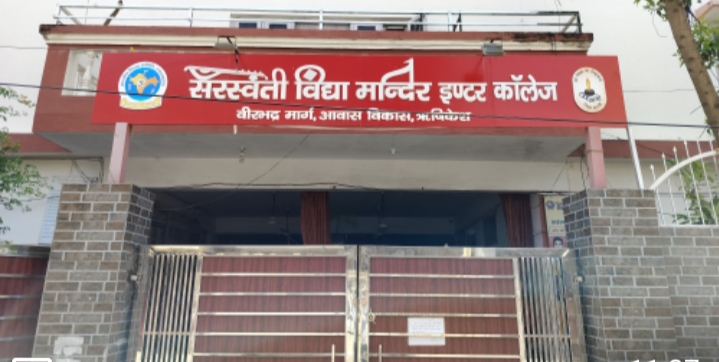 सरस्वती विद्या मन्दिर इण्टर कॉलेज
वीरभद्र मार्ग, आवास विकास, ऋषिकेश